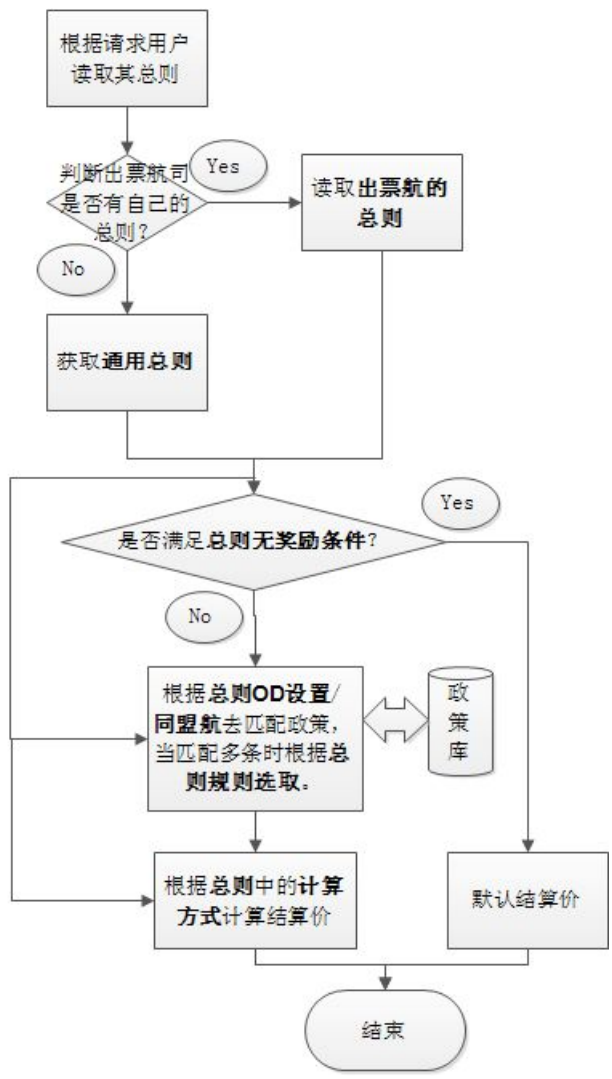 根据请求用户
读取其总则
判断出票航司
是否有自己的
总则？
Yes
读取出票航的
总则
No
获取通用总则
Yes
是否满足总则无奖励条件？
No
根据总则OD设置/
同盟航去匹配政策，
当匹配多条时根据总
则规则选取。
政
策
库
根据总则中的计算
方式计算结算价
默认结算价
结束